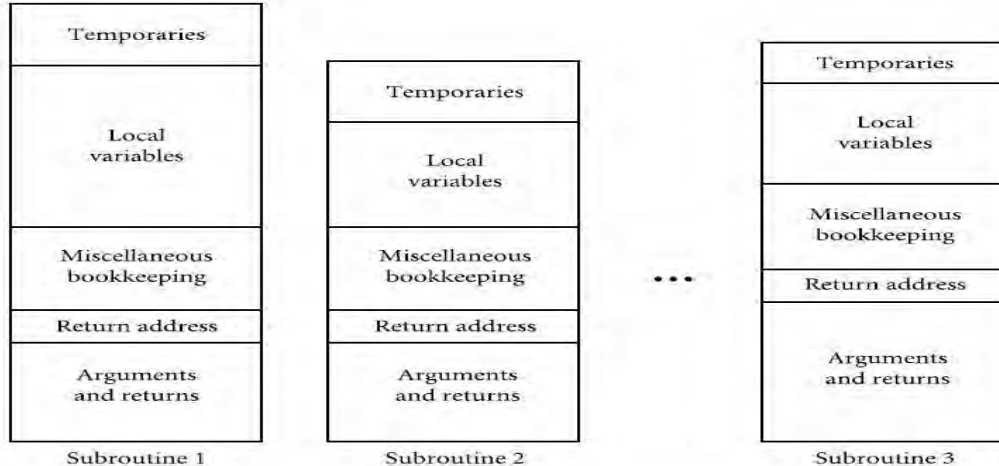 Temporaries
Local
variables
Miscellaneous
bookkeeping
Return address
Arguments
and returns
Subroutine 1
Temporaries
Local
variables
Miscellaneous
bookkeeping
Return address
Arguments
and returns
Subroutine 2
...
Temporaries
Local
variables
Miscellaneous
bookkeeping
Return address
Arguments
and returns
Subroutine 3